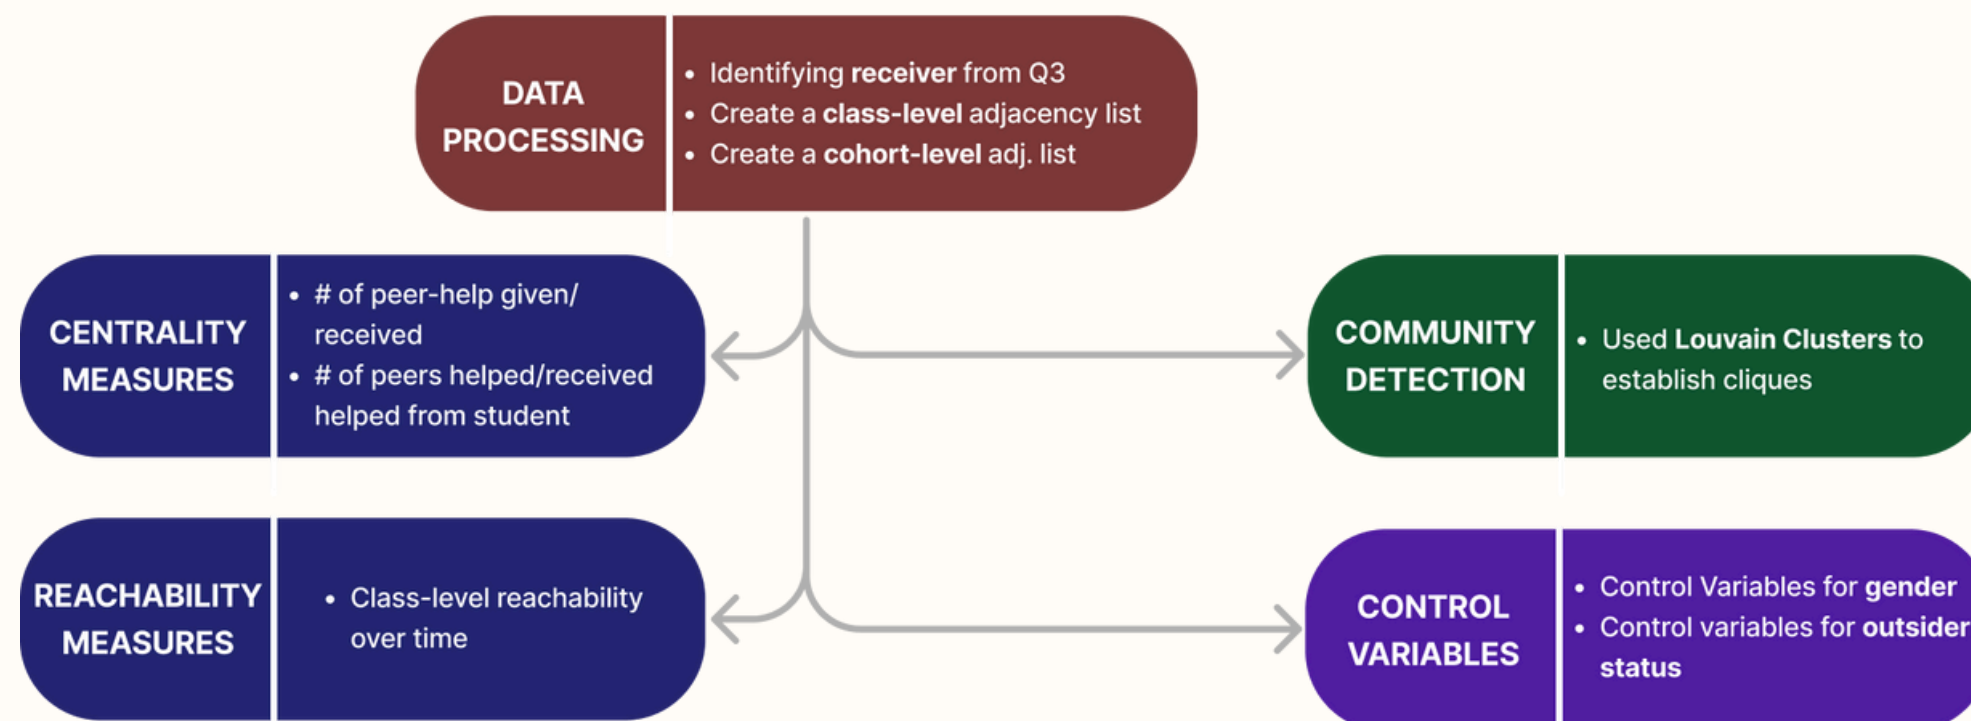 DATA
PROCESSING
• Identifying receiver from Q3
• Create a class-level adjacency list
• Create a cohort-level adj. list
CENTRALITY
MEASURES
• # of peer-help given/
received
• # of peers helped/received
helped from student
COMMUNITY
DETECTION
• Used Louvain Clusters to
establish cliques
REACHABILITY
MEASURES
• Class-level reachability
over time
CONTROL
VARIABLES
• Control Variables for gender
• Control variables for outsider
status